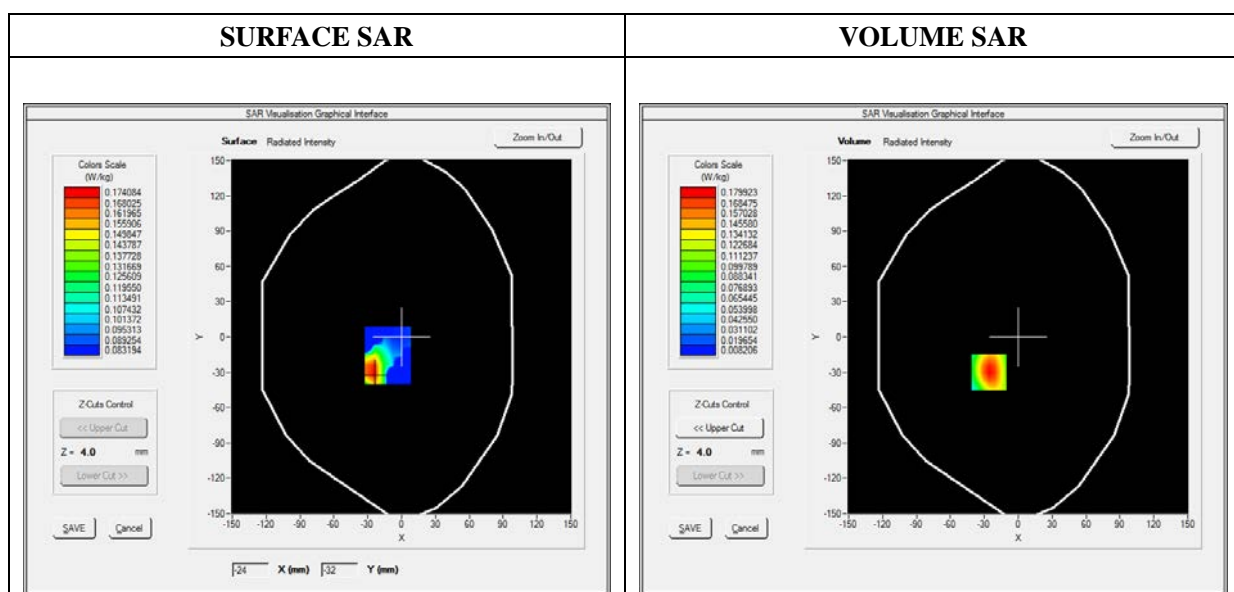 SURFACE SAR
VOLUME SAR
SAR Visualisation Graphical Interface
Surface Radiated Intensity
Zoom In/Out
Colors Scale
(W/kg)
0.174084
0.168025
0.161965
0.155906
0.149847
0.143787
0.137728
0.131669
0.125609
0.119550
0.113491
0.107432
0.101372
0.095313
0.089254
0.083194
150
120
90
60
30
0
-30
-60
-90
-120
-150
Y
-150 -120 -90 -60 -30 0 30 60 90 120 150
X
Z-Cuts Control
<< Upper Cut
Z = 4.0 mm
Lower Cut >>
SAVE Cancel
-24 X (mm) -32 Y (mm)
SAR Visualisation Graphical Interface
Volume Radiated Intensity
Zoom In/Out
Colors Scale
(W/kg)
0.179923
0.168475
0.157028
0.145580
0.134132
0.122684
0.111237
0.099789
0.088341
0.076893
0.065445
0.053998
0.042550
0.031102
0.019654
0.008206
150
120
90
60
30
0
-30
-60
-90
-120
-150
Y
-150 -120 -90 -60 -30 0 30 60 90 120 150
X
Z-Cuts Control
<< Upper Cut
Z = 4.0 mm
Lower Cut >>
SAVE Cancel